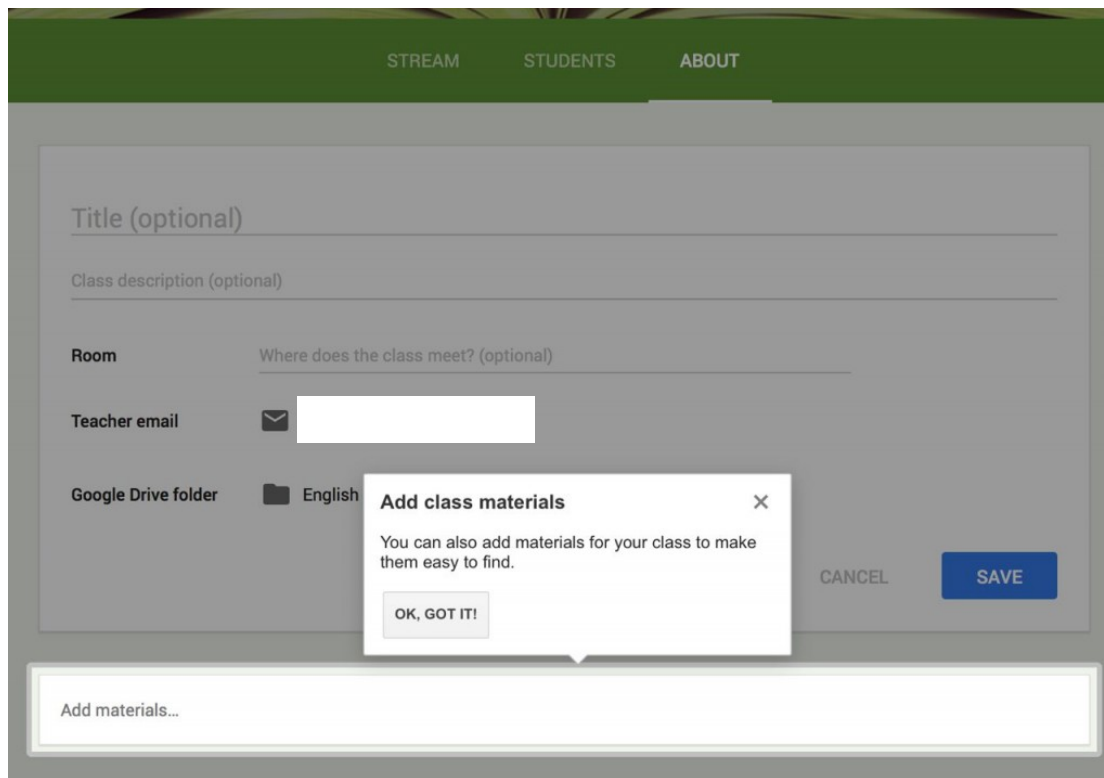 STREAM STUDENTS ABOUT
Title (optional)
Class description (optional)
Room Where does the class meet? (optional)
Teacher email
Google Drive folder English
Add class materials
You can also add materials for your class to make
them easy to find.
CANCEL SAVE
OK, GOT IT!
Add materials...